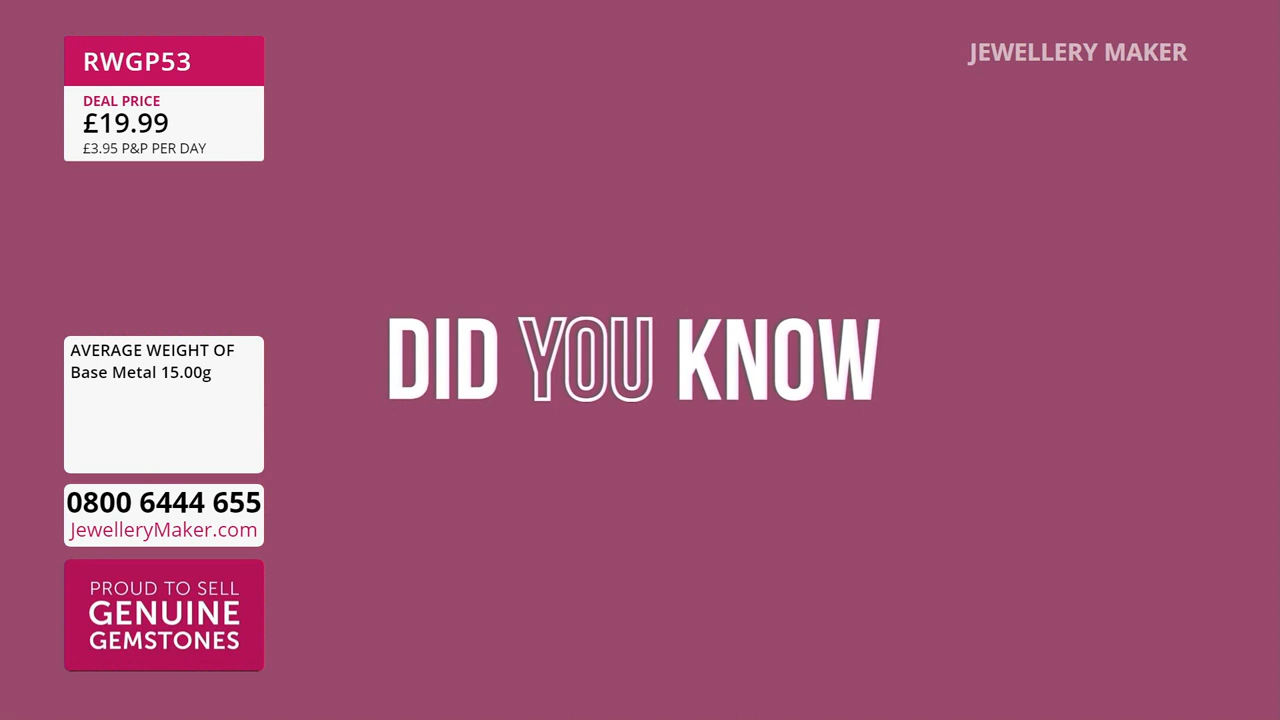 RWGP53
DEAL PRICE
£19.99
£3.95 P&P PER DAY
JEWELLERY MAKER
DID YOU KNOW
AVERAGE WEIGHT OF
Base Metal 15.00g
0800 6444 655
JewelleryMaker.com
PROUD TO SELL
GENUINE
GEMSTONES